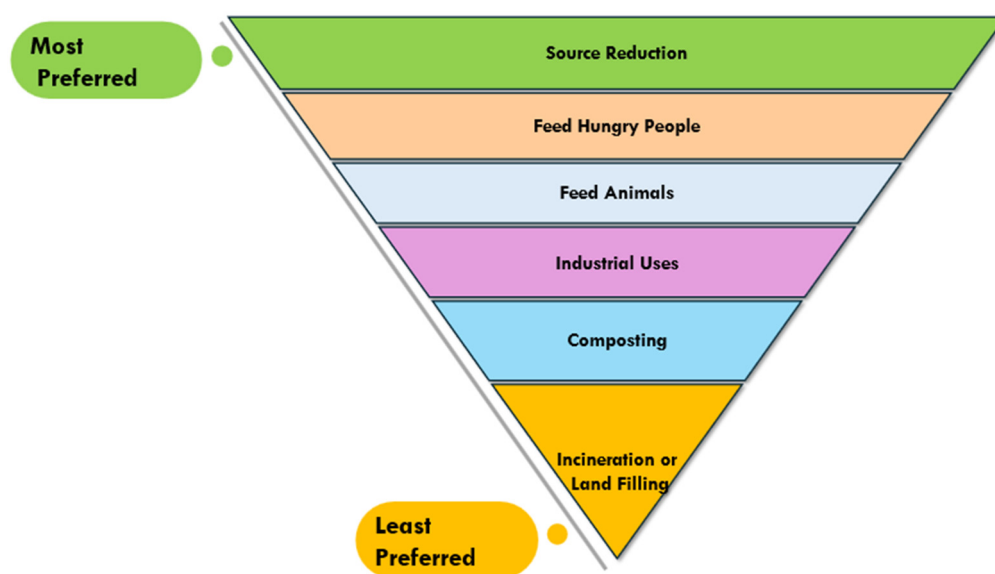 Most
Preferred
Source Reduction
Feed Hungry People
Feed Animals
Industrial Uses
Composting
Incineration or
Land Filling
Least
Preferred